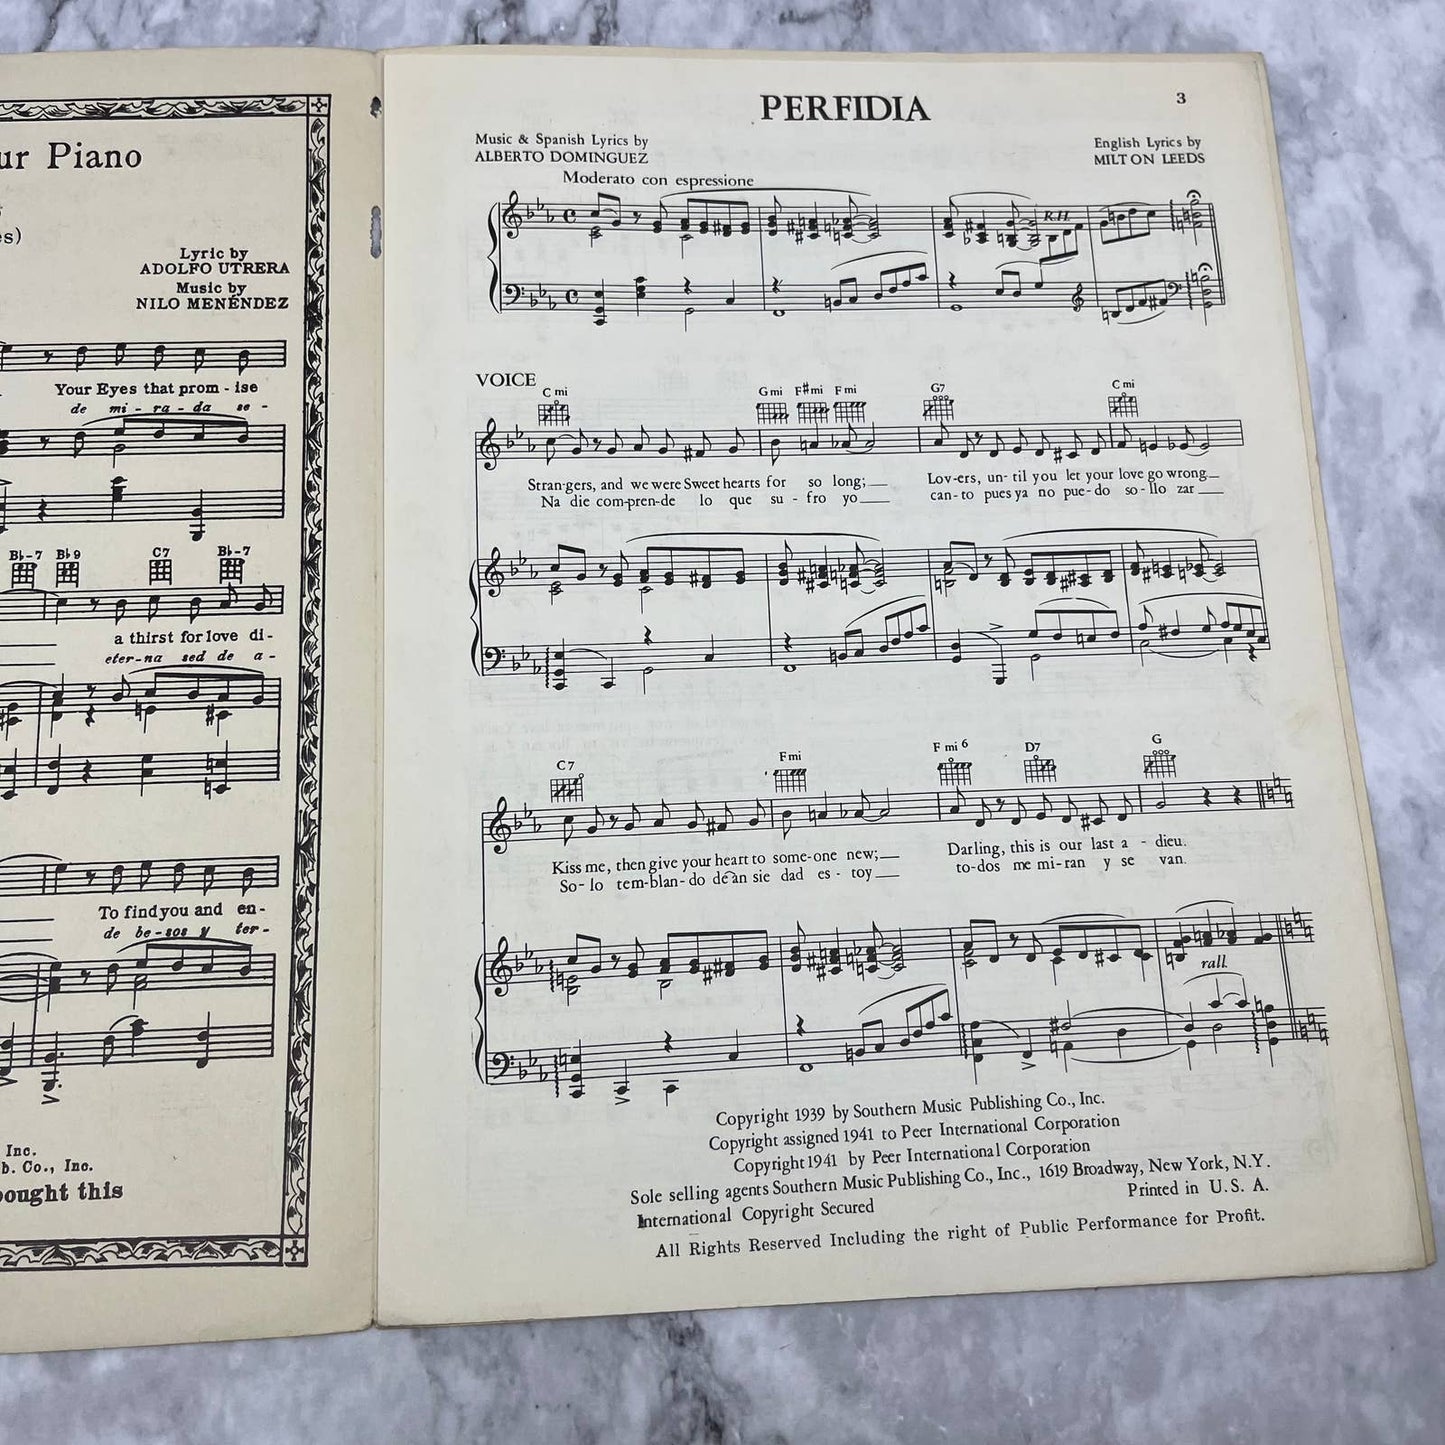 ur Piano
es)
Lyric by
ADOLFO UTRERA
Music by
NILO MENÉNDEZ
Your Eyes that prom - ise
de mi - ra - da se -
B♭-7 B♭9 C7 B♭-7
a thirst for love di-
eter-na sed de a-
To find you and en-
de be-sos y ter-
Inc.
b. Co., Inc.
bought this
3
PERFIDIA
Music & Spanish Lyrics by
ALBERTO DOMINGUEZ
English Lyrics by
MILTON LEEDS
Moderato con espressione
R.H.
VOICE
C mi G mi F#mi F mi G7 C mi
Stran-gers, and we were Sweet hearts for so long; Lov-ers, un-til you let your love go wrong
Na die com-pren-de lo que su-fro yo can-to pues ya no pue-do so-llo zar
C7 F mi F mi 6 D7 G
Kiss me, then give your heart to some-one new; Darling, this is our last a - dieu.
So-lo tem-blan-do de an sie dad es-toy to-dos me mi-ran y se van.
rall.
Copyright 1939 by Southern Music Publishing Co., Inc.
Copyright assigned 1941 to Peer International Corporation
Copyright 1941 by Peer International Corporation
Sole selling agents Southern Music Publishing Co., Inc., 1619 Broadway, New York, N.Y.
International Copyright Secured Printed in U. S. A.
All Rights Reserved Including the right of Public Performance for Profit.